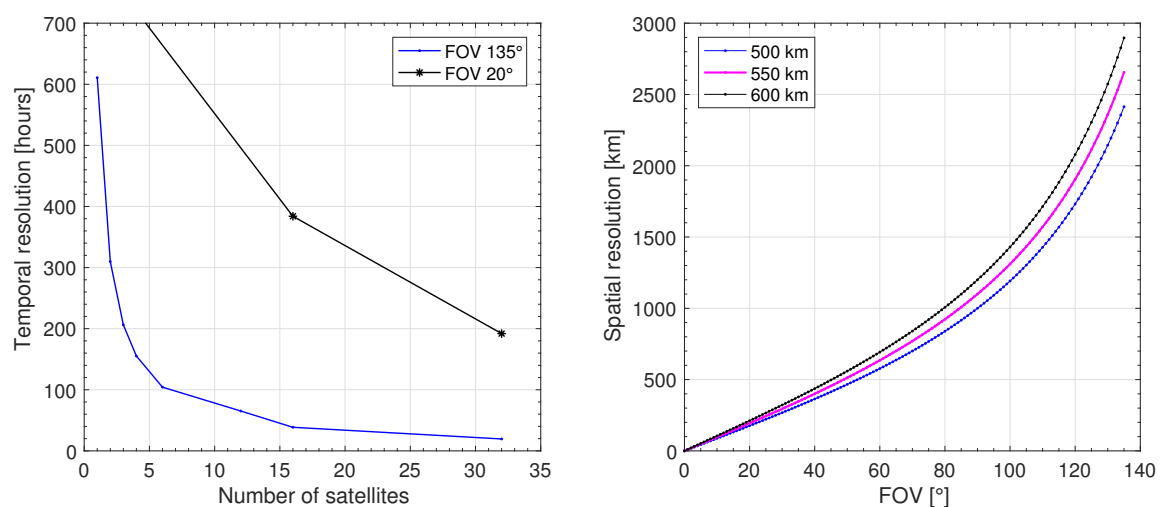 Temporal resolution [hours]
700
600
500
400
300
200
100
0
0 5 10 15 20 25 30 35
Number of satellites
FOV 135°
FOV 20°
Spatial resolution [km]
3000
2500
2000
1500
1000
500
0
0 20 40 60 80 100 120 140
FOV [°]
500 km
550 km
600 km